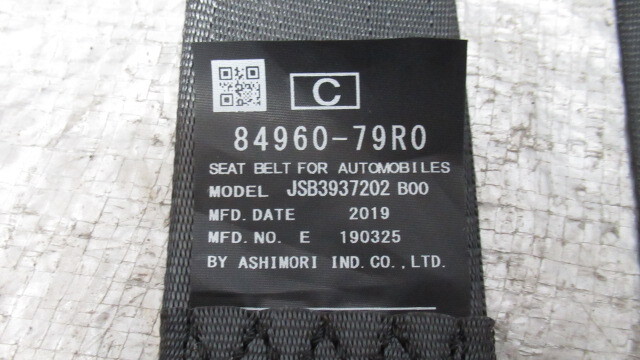 C
84960-79R0
SEAT BELT FOR AUTOMOBILES
MODEL JSB3937202 B00
MFD. DATE 2019
MFD. NO. E 190325
BY ASHIMORI IND. CO., LTD.